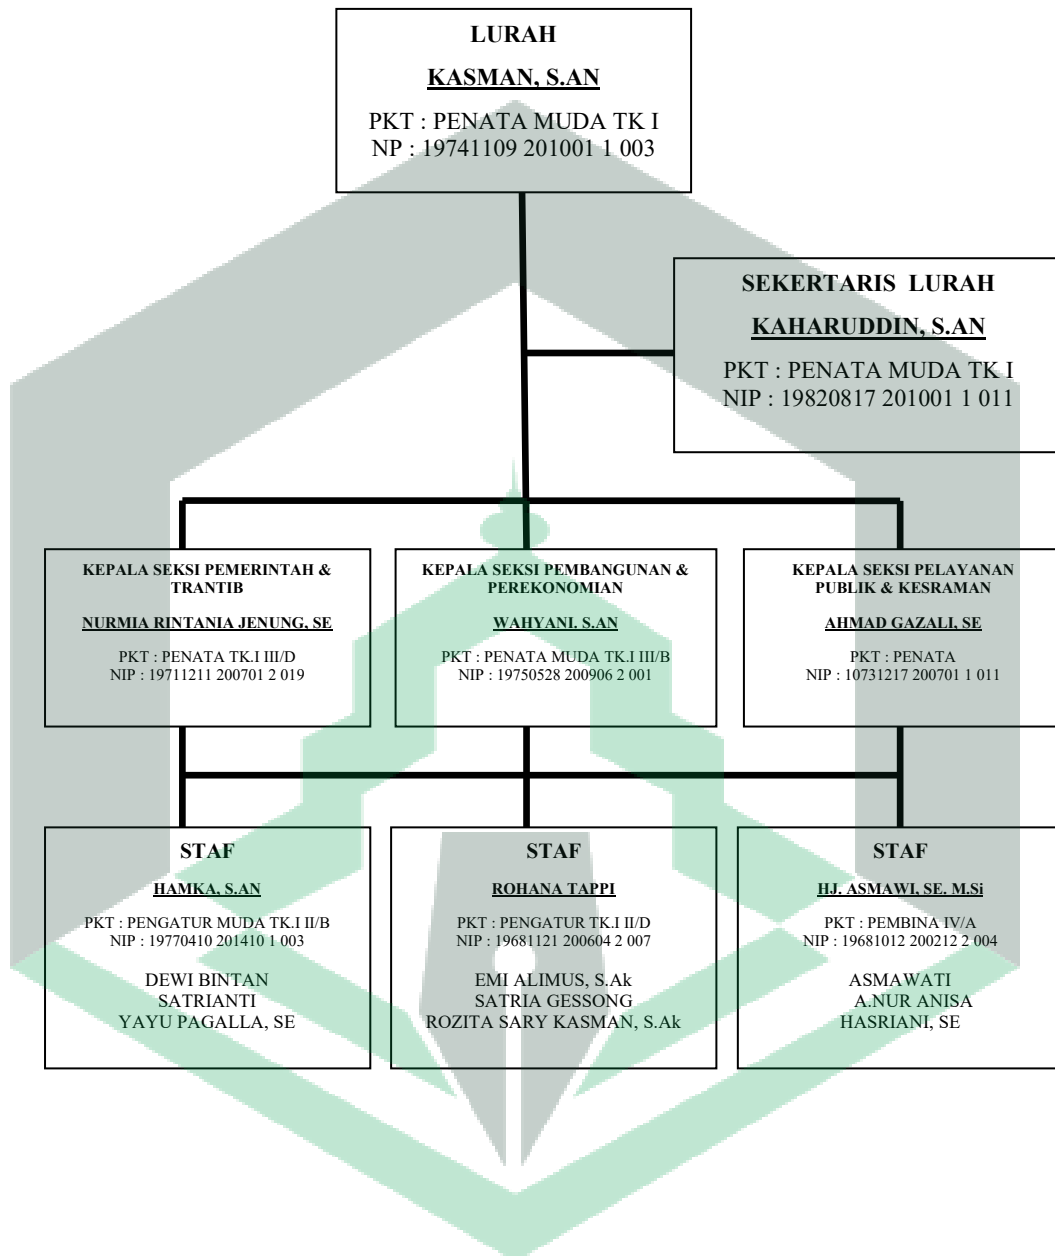 LURAH
KASMAN, S.AN
PKT : PENATA MUDA TK I
NP : 19741109 201001 1 003
SEKERTARIS LURAH
KAHARUDDIN, S.AN
PKT : PENATA MUDA TK I
NIP : 19820817 201001 1 011
KEPALA SEKSI PEMERINTAH &
TRANTIB
NURMIA RINTANIA JENUNG, SE
PKT : PENATA TK.I III/D
NIP : 19711211 200701 2 019
KEPALA SEKSI PEMBANGUNAN &
PEREKONOMIAN
WAHYANI. S.AN
PKT : PENATA MUDA TK.I III/B
NIP : 19750528 200906 2 001
KEPALA SEKSI PELAYANAN
PUBLIK & KESRAMAN
AHMAD GAZALI, SE
PKT : PENATA
NIP : 10731217 200701 1 011
STAF
HAMKA, S.AN
PKT : PENGATUR MUDA TK.I II/B
NIP : 19770410 201410 1 003
DEWI BINTAN
SATRIANTI
YAYU PAGALLA, SE
STAF
ROHANA TAPPI
PKT : PENGATUR TK.I II/D
NIP : 19681121 200604 2 007
EMI ALIMUS, S.Ak
SATRIA GESSONG
ROZITA SARY KASMAN, S.Ak
STAF
HJ. ASMAWI, SE. M.Si
PKT : PEMBINA IV/A
NIP : 19681012 200212 2 004
ASMAWATI
A.NUR ANISA
HASRIANI, SE